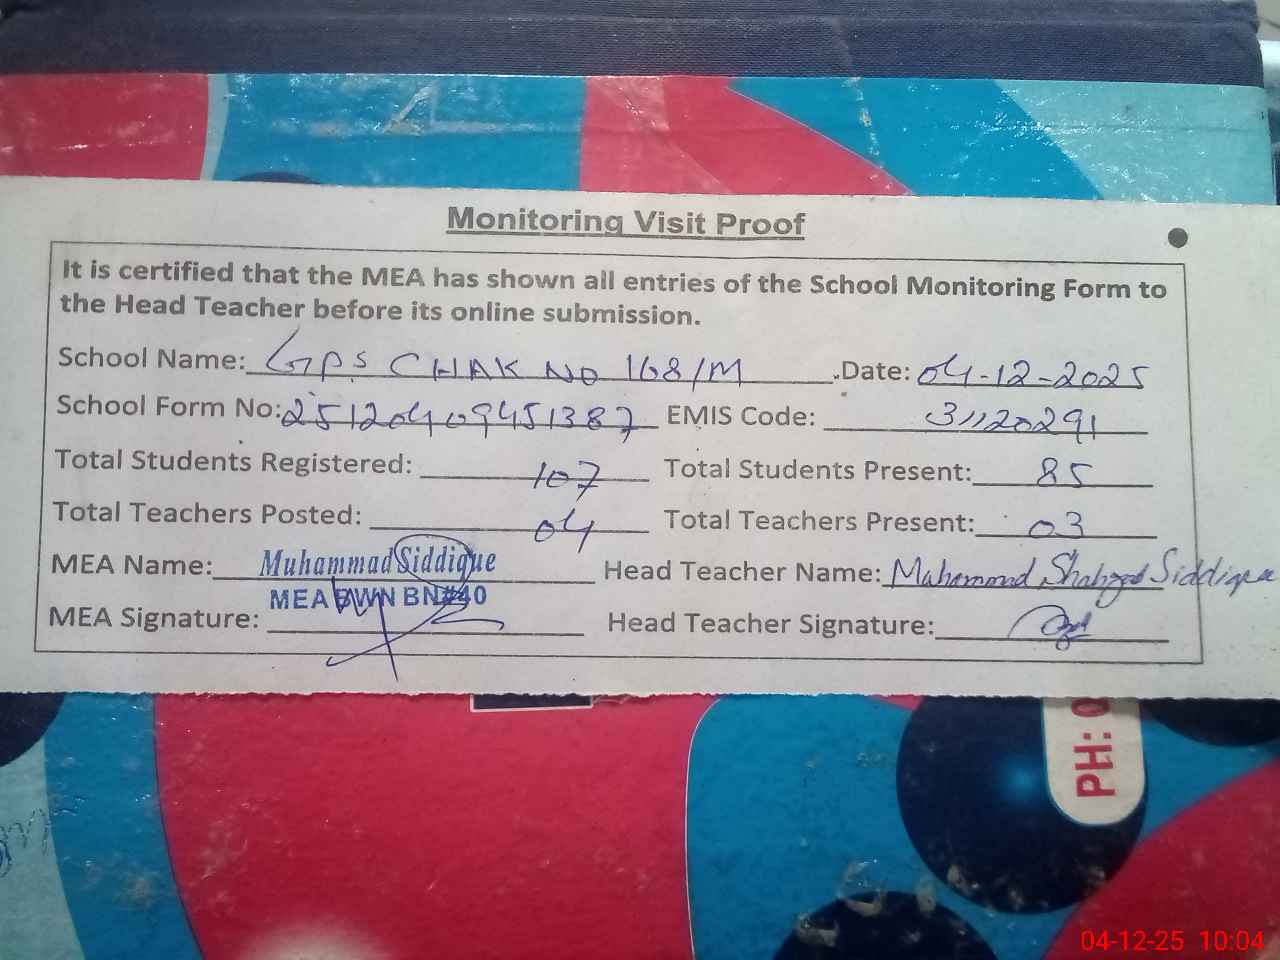 Monitoring Visit Proof
It is certified that the MEA has shown all entries of the School Monitoring Form to
the Head Teacher before its online submission.
School Name: GPS CHAK NO 168/M .Date: 04-12-2025
School Form No: 25120409451387 EMIS Code: 31120291
Total Students Registered: 107 Total Students Present: 85
Total Teachers Posted: 04 Total Teachers Present: 03
MEA Name: Muhammad Siddique Head Teacher Name: Muhammad Shahzad Siddique
MEA BWN BN#40
MEA Signature: Head Teacher Signature:
PH: 0
04-12-25 10:04